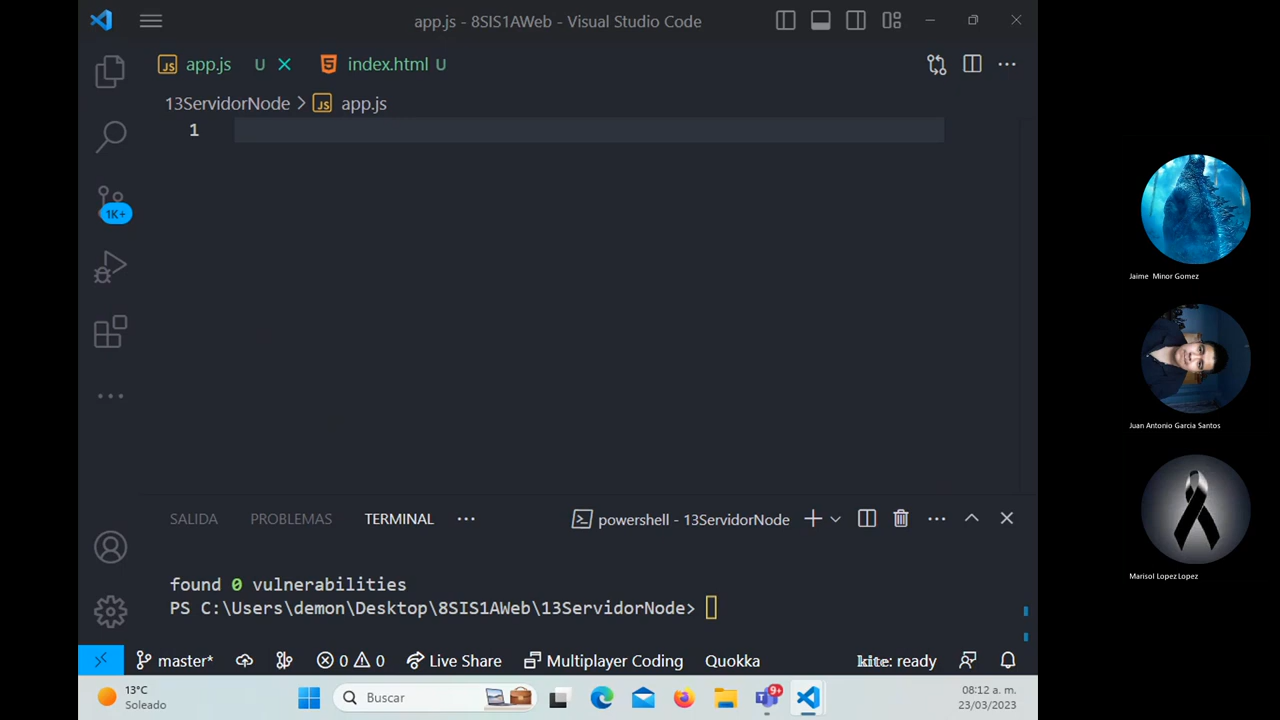 app.js - 8SIS1AWeb - Visual Studio Code
JS app.js U
5 index.html U
13ServidorNode > JS app.js
1
1K+
SALIDA PROBLEMAS TERMINAL
powershell - 13ServidorNode
found 0 vulnerabilities
PS C:\Users\demon\Desktop\8SIS1AWeb\13ServidorNode>
master* 0 0 Live Share Multiplayer Coding Quokka kite: ready
13°C
Soleado
Buscar
9+
08:12 a. m.
23/03/2023
Jaime Minor Gomez
Juan Antonio Garcia Santos
Marisol Lopez Lopez